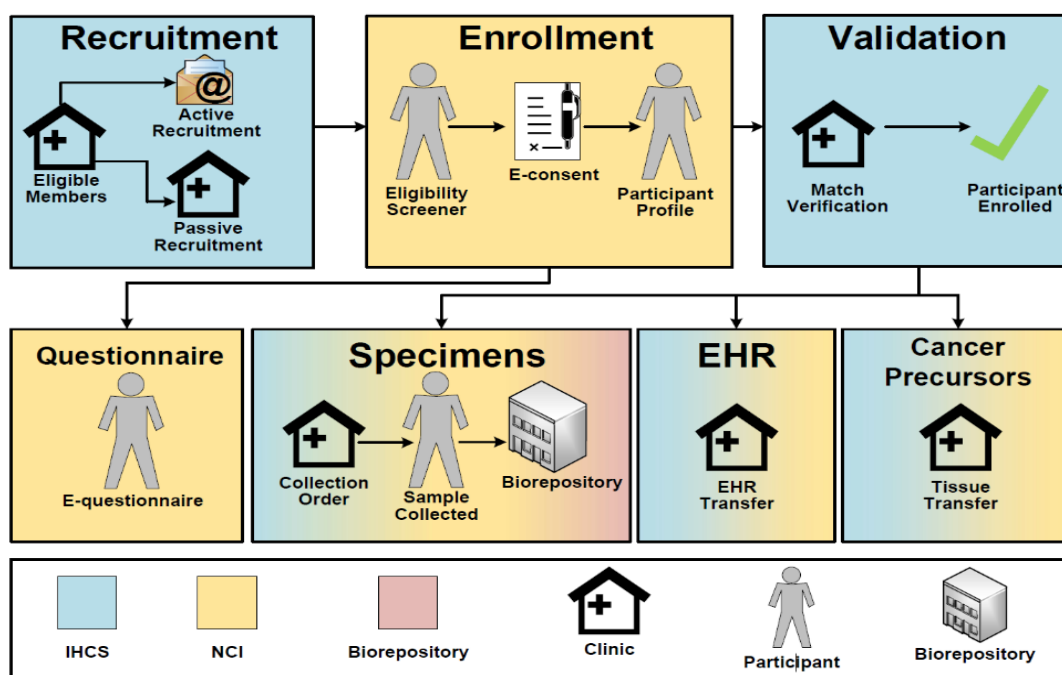 Recruitment
@
Active
Recruitment
Eligible
Members
Passive
Recruitment
Enrollment
Eligibility
Screener
×
E-consent
Participant
Profile
Validation
Match
Verification
Participant
Enrolled
Questionnaire
E-questionnaire
Specimens
Collection
Order
Sample
Collected
Biorepository
EHR
EHR
Transfer
Cancer
Precursors
Tissue
Transfer
IHCS
NCI
Biorepository
Clinic
Participant
Biorepository